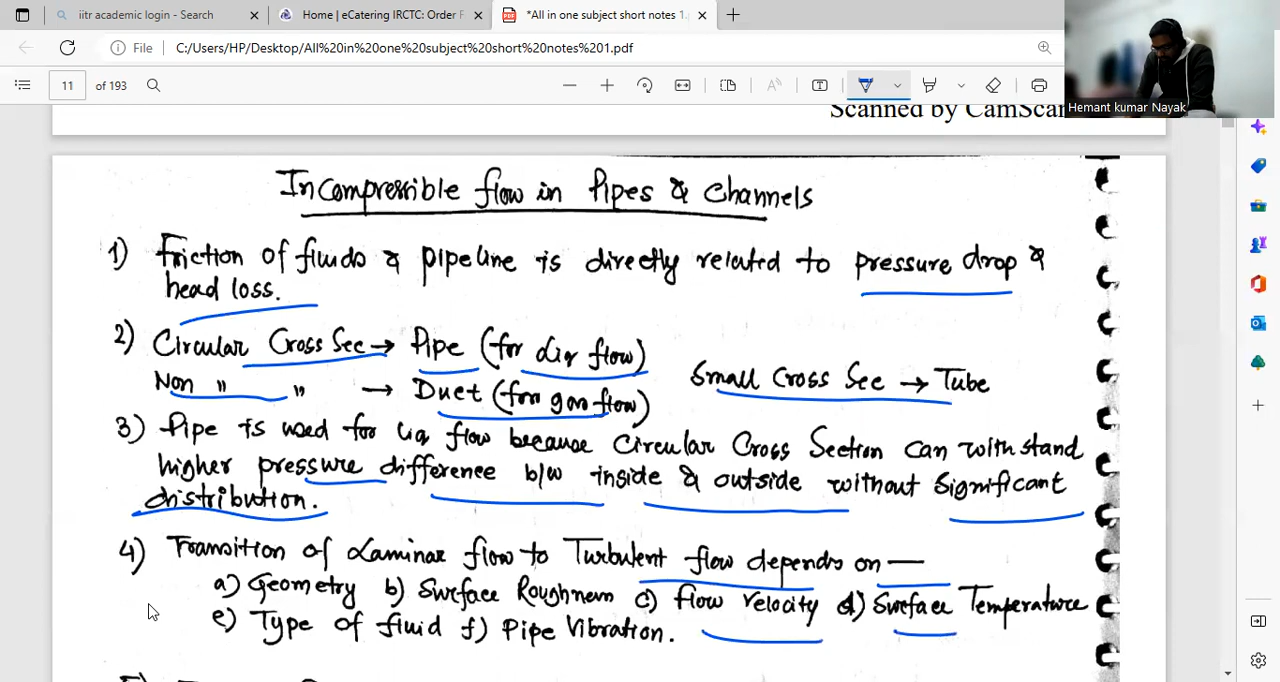 iitr academic login - Search
Home | eCatering IRCTC: Order F
*All in one subject short notes 1.p
File
C:/Users/HP/Desktop/All%20in%20one%20subject%20short%20notes%201.pdf
11 of 193
Hemant kumar Nayak
Scanned by CamScan
Incompressible flow in Pipes & Channels
1) Friction of fluids & pipeline is directly related to pressure drop &
head loss.
2) Circular Cross Sec → Pipe (for liq flow)
Non " " → Duct (for gas flow)
Small Cross Sec → Tube
3) Pipe is used for liq flow because Circular Cross Section can withstand
higher pressure difference b/w inside & outside without significant
distribution.
4) Transition of Laminar flow to Turbulent flow depends on —
a) Geometry b) Surface Roughness c) flow velocity d) Surface Temperature
e) Type of fluid f) Pipe Vibration.